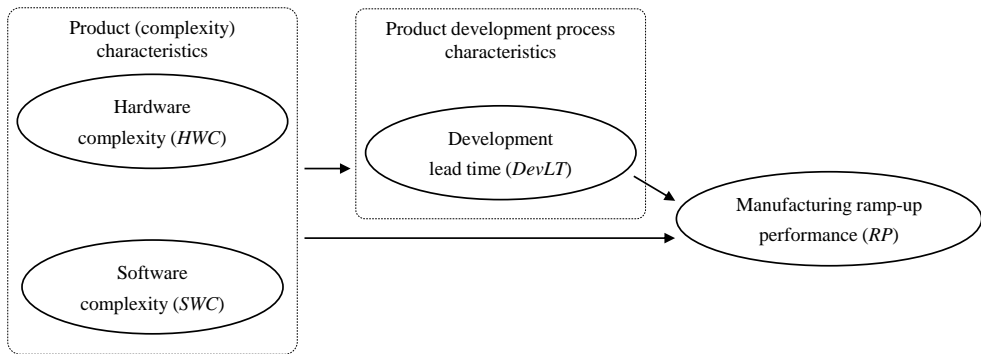 Product (complexity)
characteristics
Hardware
complexity (HWC)
Software
complexity (SWC)
Product development process
characteristics
Development
lead time (DevLT)
Manufacturing ramp-up
performance (RP)